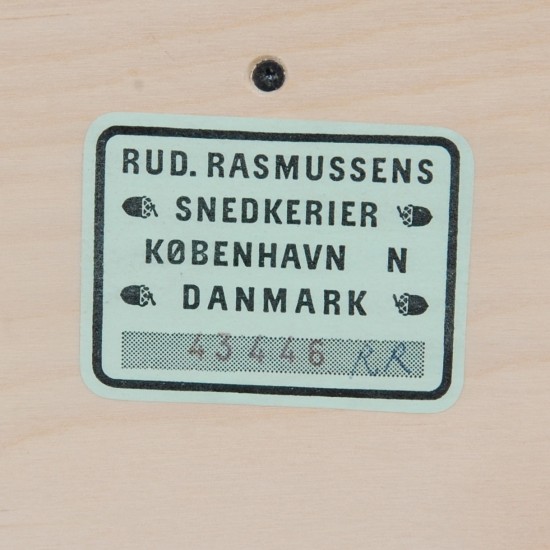 RUD. RASMUSSENS
SNEDKERIER
KØBENHAVN N
DANMARK
43446 RR